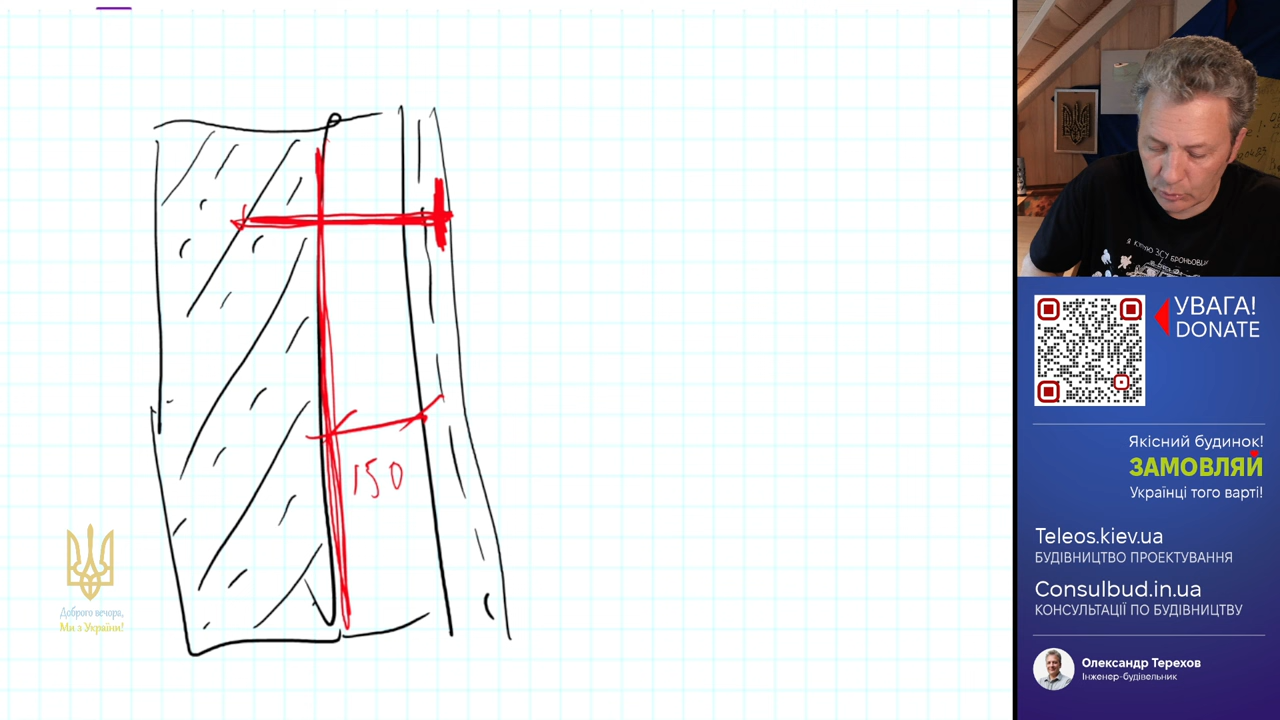 150
Доброго вечора,
Ми з України!
УВАГА!
DONATE
Якісний будинок!
ЗАМОВЛЯЙ
Українці того варті!
Teleos.kiev.ua
БУДІВНИЦТВО ПРОЕКТУВАННЯ
Consulbud.in.ua
КОНСУЛЬТАЦІЇ ПО БУДІВНИЦТВУ
Олександр Терехов
Інженер-будівельник